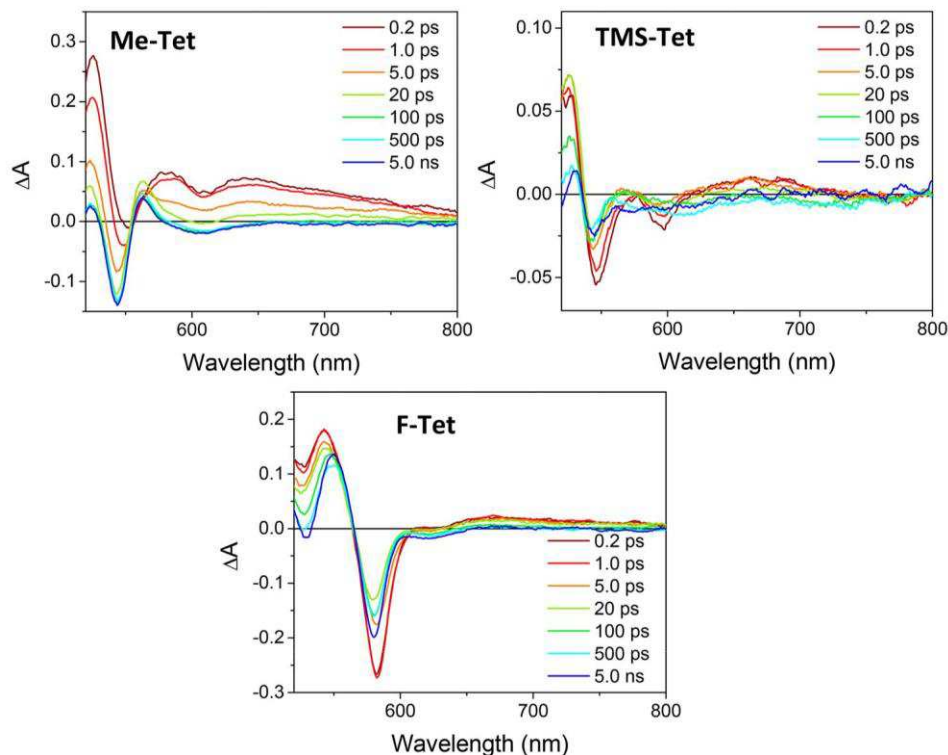 Me-Tet
0.2 ps
1.0 ps
5.0 ps
20 ps
100 ps
500 ps
5.0 ns
0.3
0.2
0.1
0.0
-0.1
ΔA
600
700
800
Wavelength (nm)
TMS-Tet
0.2 ps
1.0 ps
5.0 ps
20 ps
100 ps
500 ps
5.0 ns
0.10
0.05
0.00
-0.05
ΔA
600
700
800
Wavelength (nm)
F-Tet
0.2
0.1
0.0
-0.1
-0.2
-0.3
ΔA
0.2 ps
1.0 ps
5.0 ps
20 ps
100 ps
500 ps
5.0 ns
600
700
800
Wavelength (nm)